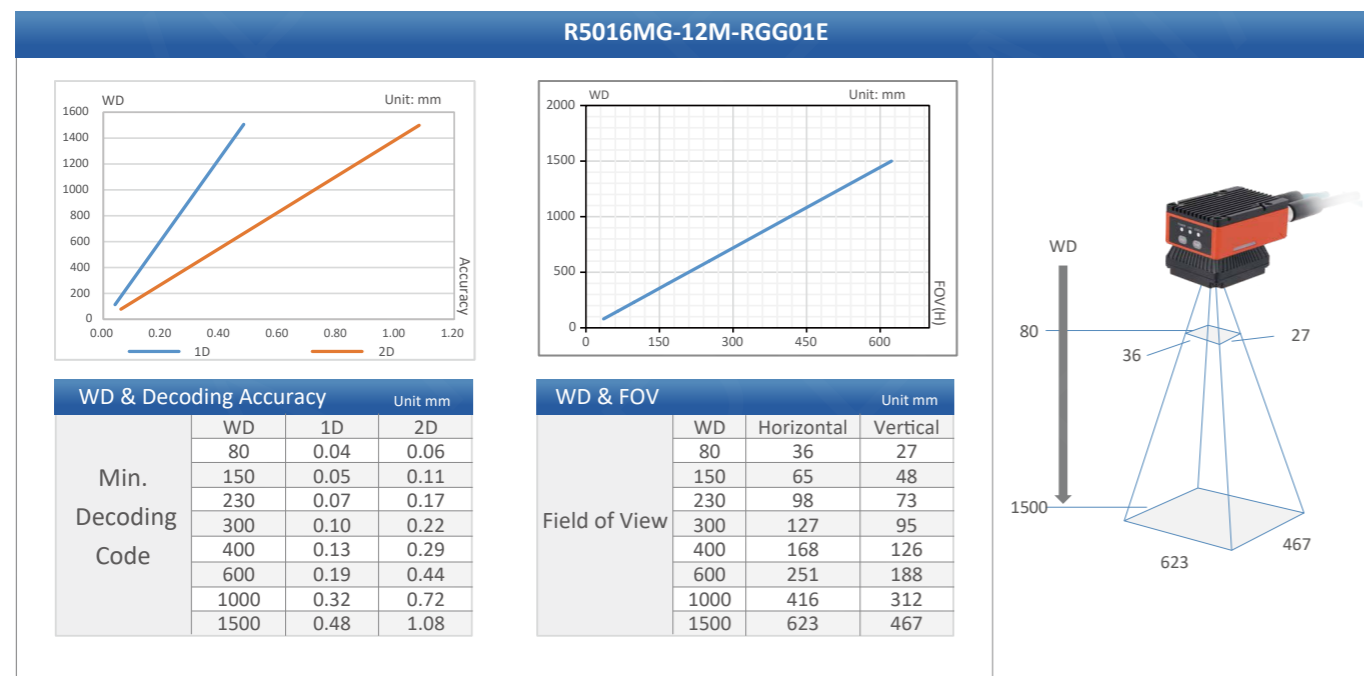 R5016MG-12M-RGG01E
WD Unit: mm
1600
1400
1200
1000
800
600
400
200
0
0.00 0.20 0.40 0.60 0.80 1.00 1.20
Accuracy
1D 2D
WD Unit: mm
2000
1500
1000
500
0
0 150 300 450 600
FOV(H)
WD & Decoding Accuracy Unit mm
Min.
Decoding
Code
WD 1D 2D
80 0.04 0.06
150 0.05 0.11
230 0.07 0.17
300 0.10 0.22
400 0.13 0.29
600 0.19 0.44
1000 0.32 0.72
1500 0.48 1.08
WD & FOV Unit mm
Field of View
WD Horizontal Vertical
80 36 27
150 65 48
230 98 73
300 127 95
400 168 126
600 251 188
1000 416 312
1500 623 467
WD
80
36
27
1500
623
467